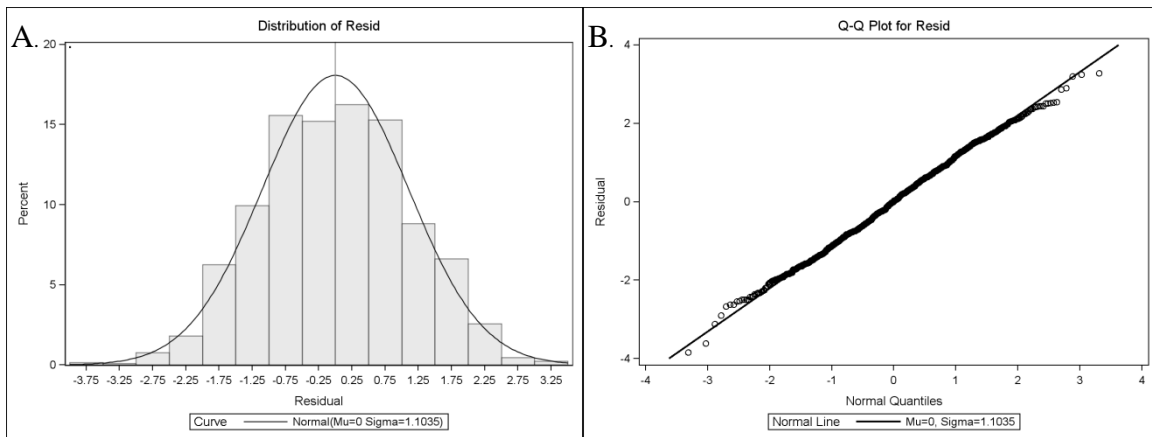 A.
Distribution of Resid
20
15
10
5
0
Percent
-3.75 -3.25 -2.75 -2.25 -1.75 -1.25 -0.75 -0.25 0.25 0.75 1.25 1.75 2.25 2.75 3.25
Residual
Curve Normal(Mu=0 Sigma=1.1035)
B.
Q-Q Plot for Resid
4
2
0
-2
-4
Residual
-4 -3 -2 -1 0 1 2 3 4
Normal Quantiles
Normal Line Mu=0, Sigma=1.1035